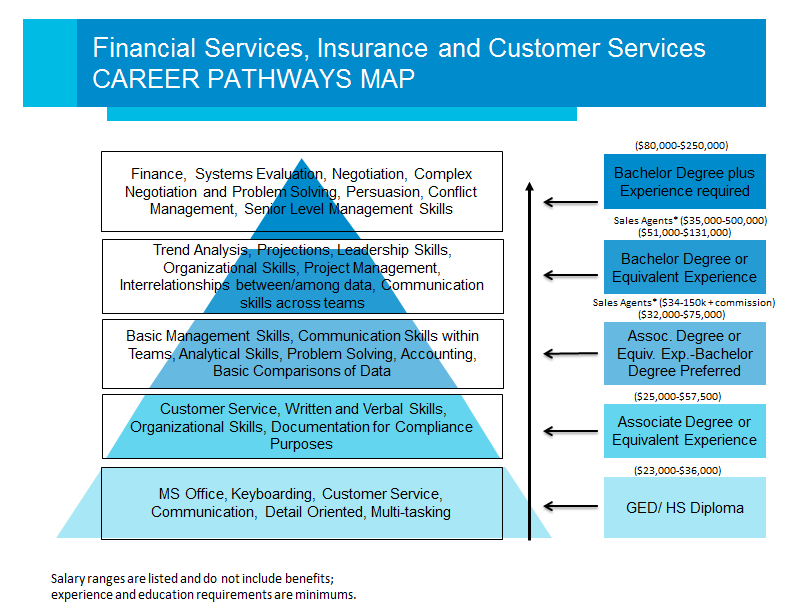 Financial Services, Insurance and Customer Services
CAREER PATHWAYS MAP
Finance, Systems Evaluation, Negotiation, Complex
Negotiation and Problem Solving, Persuasion, Conflict
Management, Senior Level Management Skills
($80,000-$250,000)
Bachelor Degree plus
Experience required
Trend Analysis, Projections, Leadership Skills,
Organizational Skills, Project Management,
Interrelationships between/among data, Communication
skills across teams
Sales Agents* ($35,000-500,000)
($51,000-$131,000)
Bachelor Degree or
Equivalent Experience
Basic Management Skills, Communication Skills within
Teams, Analytical Skills, Problem Solving, Accounting,
Basic Comparisons of Data
Sales Agents* ($34-150k + commission)
($32,000-$75,000)
Assoc. Degree or
Equiv. Exp.-Bachelor
Degree Preferred
Customer Service, Written and Verbal Skills,
Organizational Skills, Documentation for Compliance
Purposes
($25,000-$57,500)
Associate Degree or
Equivalent Experience
MS Office, Keyboarding, Customer Service,
Communication, Detail Oriented, Multi-tasking
($23,000-$36,000)
GED/ HS Diploma
Salary ranges are listed and do not include benefits;
experience and education requirements are minimums.